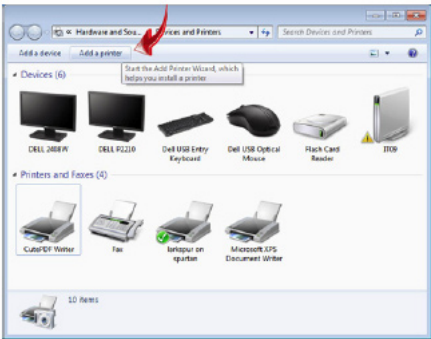 « Hardware and Sou... Devices and Printers
Search Devices and Printers
Add a device
Add a printer
Start the Add Printer Wizard, which
helps you install a printer
Devices (6)
DELL 2408W
DELL P2210
Dell USB Entry
Keyboard
Dell USB Optical
Mouse
Flash Card
Reader
IT09
Printers and Faxes (4)
CutePDF Writer
Fax
larkspur on
spartan
Microsoft XPS
Document Writer
10 items